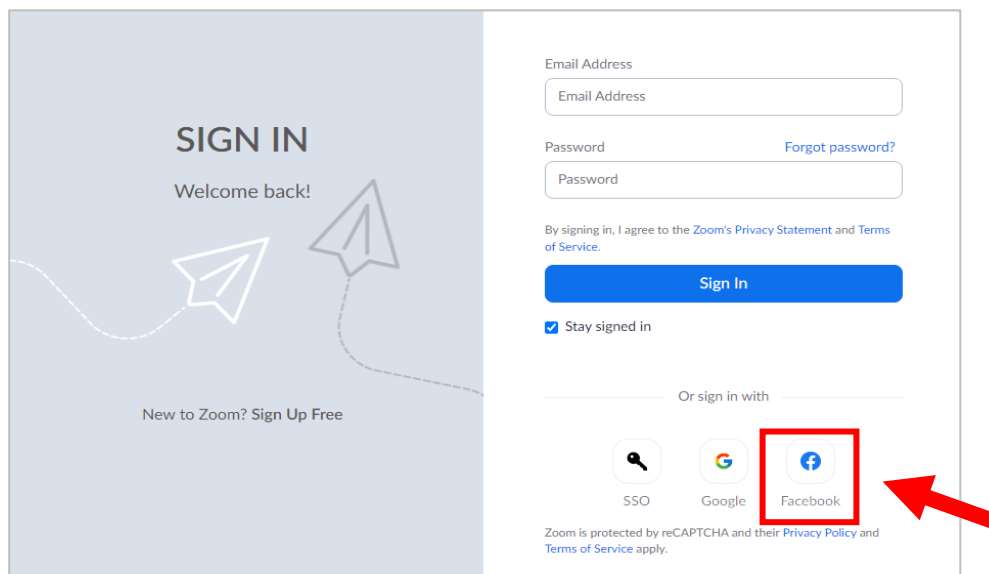 SIGN IN
Welcome back!
New to Zoom? Sign Up Free
Email Address
Email Address
Password Forgot password?
Password
By signing in, I agree to the Zoom's Privacy Statement and Terms
of Service.
Sign In
Stay signed in
Or sign in with
SSO Google Facebook
Zoom is protected by reCAPTCHA and their Privacy Policy and
Terms of Service apply.